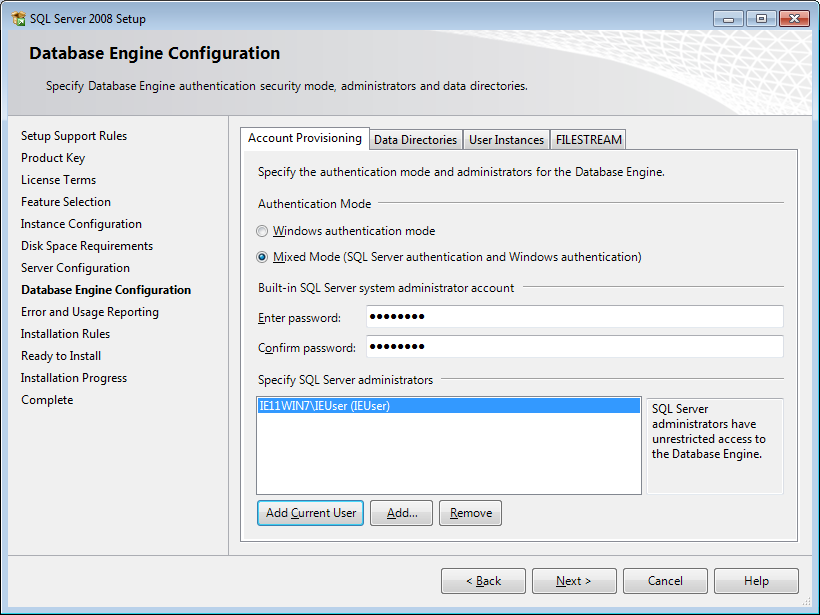 SQL Server 2008 Setup
Database Engine Configuration
Specify Database Engine authentication security mode, administrators and data directories.
Setup Support Rules
Product Key
License Terms
Feature Selection
Instance Configuration
Disk Space Requirements
Server Configuration
Database Engine Configuration
Error and Usage Reporting
Installation Rules
Ready to Install
Installation Progress
Complete
Account Provisioning Data Directories User Instances FILESTREAM
Specify the authentication mode and administrators for the Database Engine.
Authentication Mode
Windows authentication mode
Mixed Mode (SQL Server authentication and Windows authentication)
Built-in SQL Server system administrator account
Enter password: ●●●●●●●●
Confirm password: ●●●●●●●●
Specify SQL Server administrators
IE11WIN7\IEUser (IEUser)
SQL Server
administrators have
unrestricted access to
the Database Engine.
Add Current User Add... Remove
< Back Next > Cancel Help